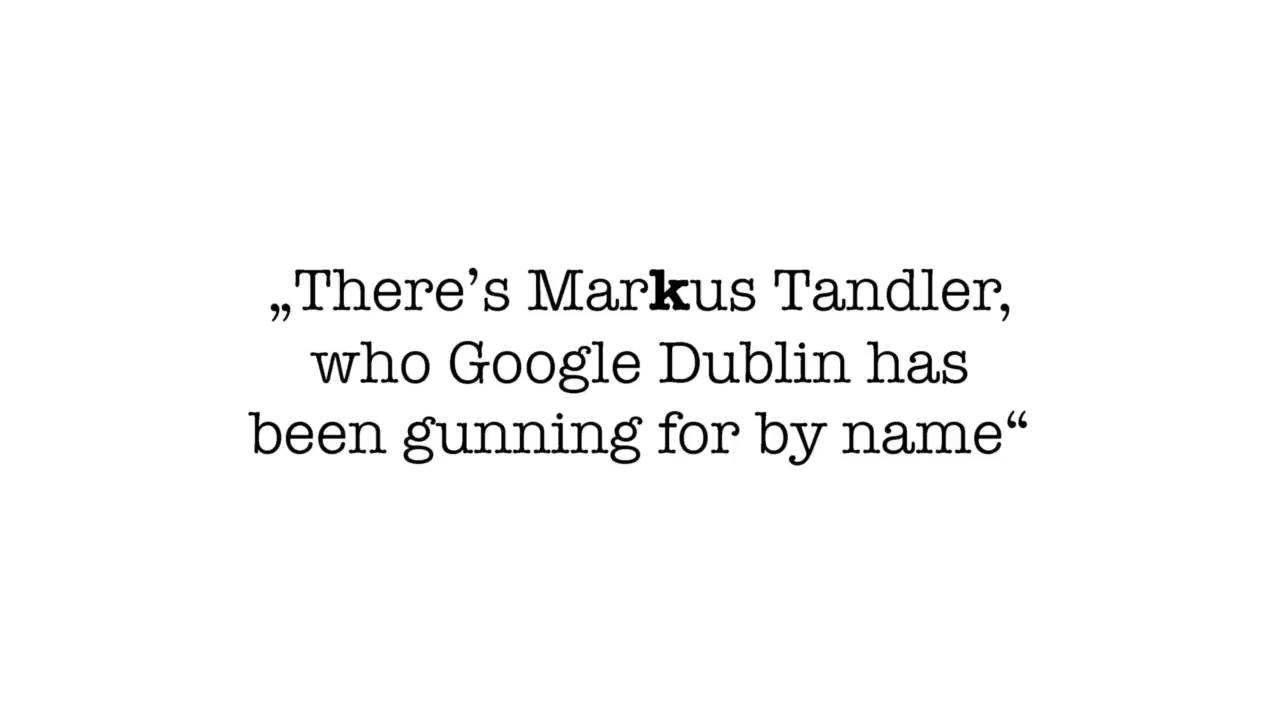 „There’s Markus Tandler,
who Google Dublin has
been gunning for by name“